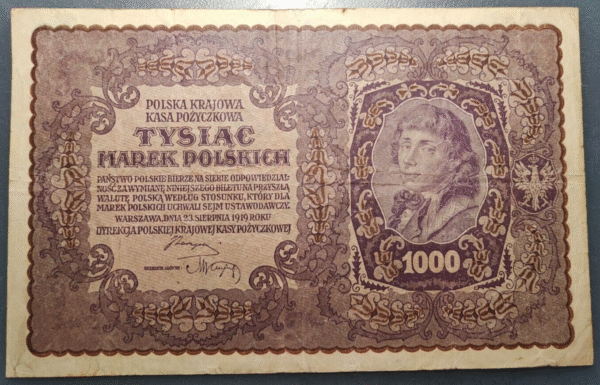 POLSKA KRAJOWA
KASA POŻYCZKOWA
TYSIĄC
MAREK POLSKICH
PAŃSTWO POLSKIE BIERZE NA SIEBIE ODPOWIEDZIAL-
NOŚĆ ZA WYMIANĘ NINIEJSZEGO BILETU NA PRZYSZŁĄ
WALUTĘ POLSKĄ WEDŁUG STOSUNKU, KTÓRY DLA
MAREK POLSKICH UCHWALI SEJM USTAWODAWCZY.
WARSZAWA, DNIA 23. SIERPNIA 1919 ROKU
DYREKCJA POLSKIEJ KRAJOWEJ KASY POŻYCZKOWEJ
1000